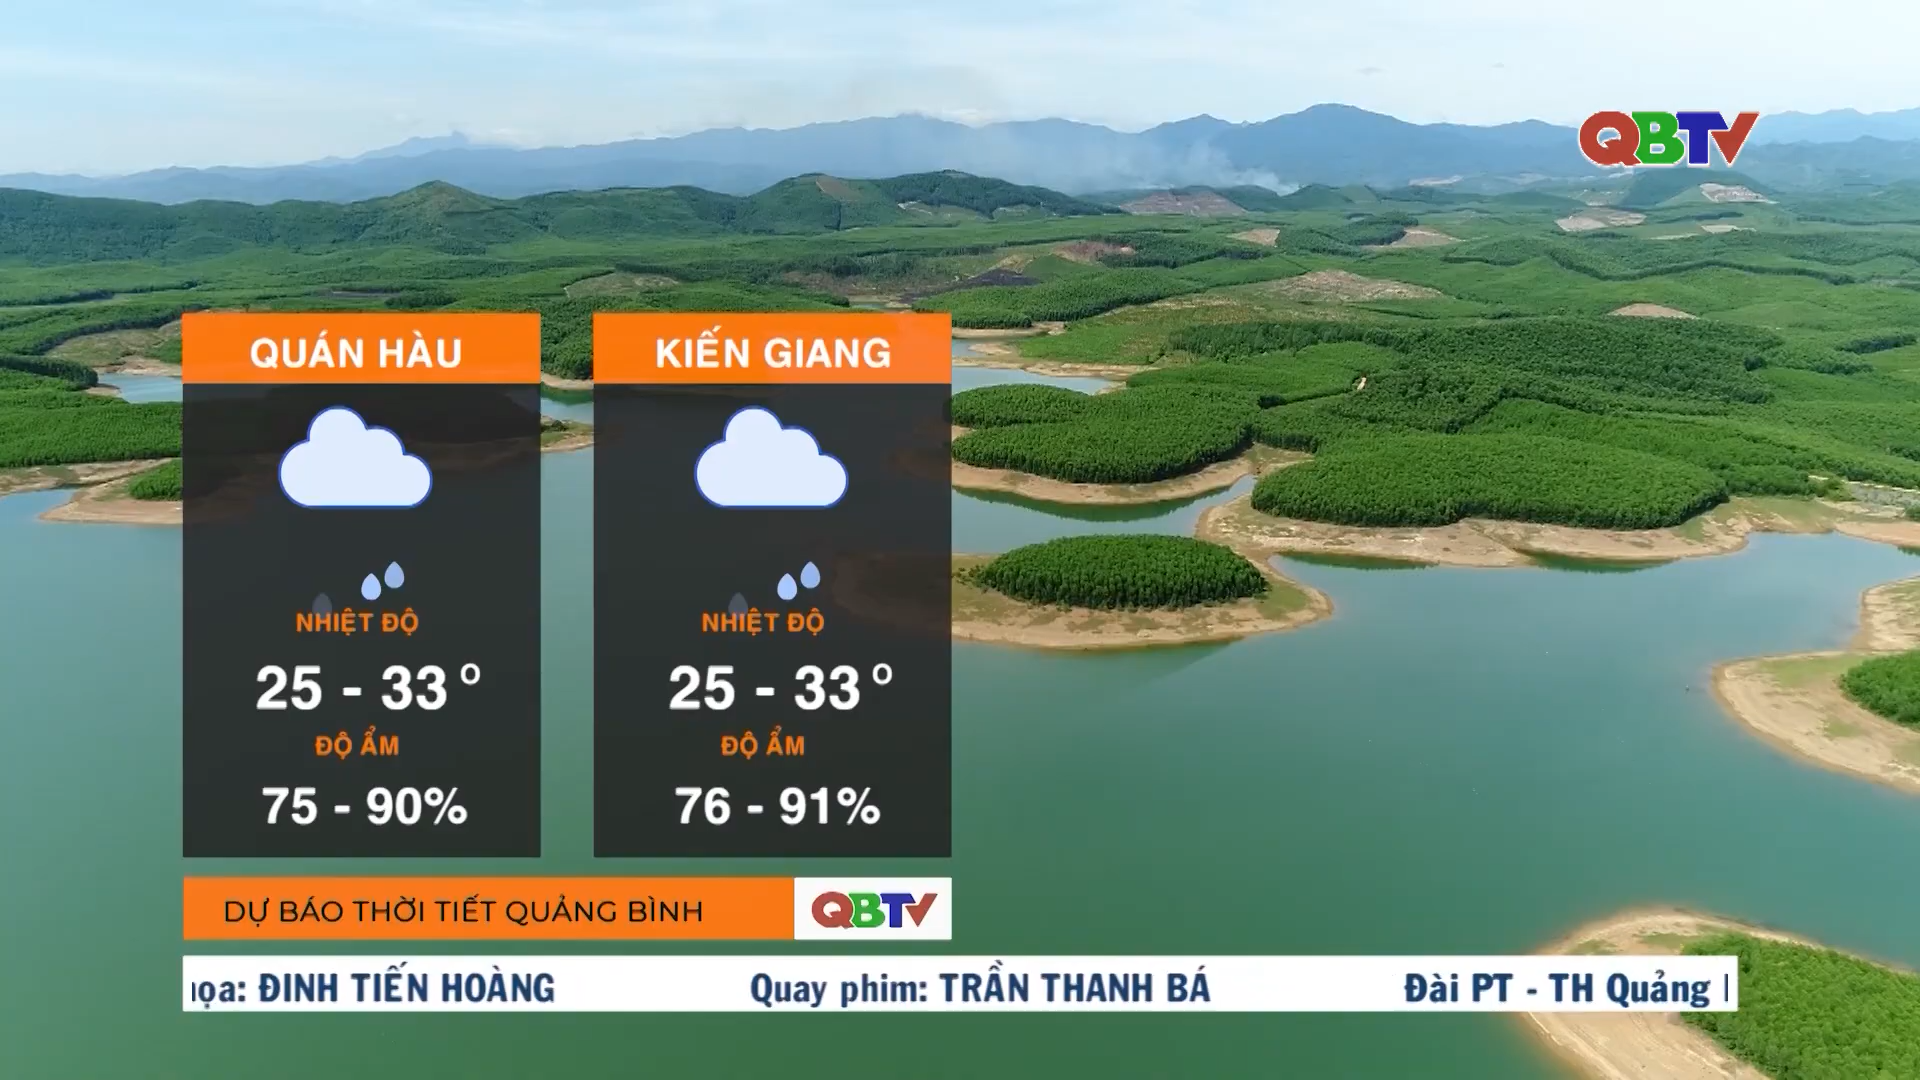 QBTV
QUÁN HÀU
NHIỆT ĐỘ
25 - 33º
ĐỘ ẨM
75 - 90%
KIẾN GIANG
NHIỆT ĐỘ
25 - 33º
ĐỘ ẨM
76 - 91%
DỰ BÁO THỜI TIẾT QUẢNG BÌNH
QBTV
ĐINH TIẾN HOÀNG Quay phim: TRẦN THANH BÁ Đài PT - TH Quảng